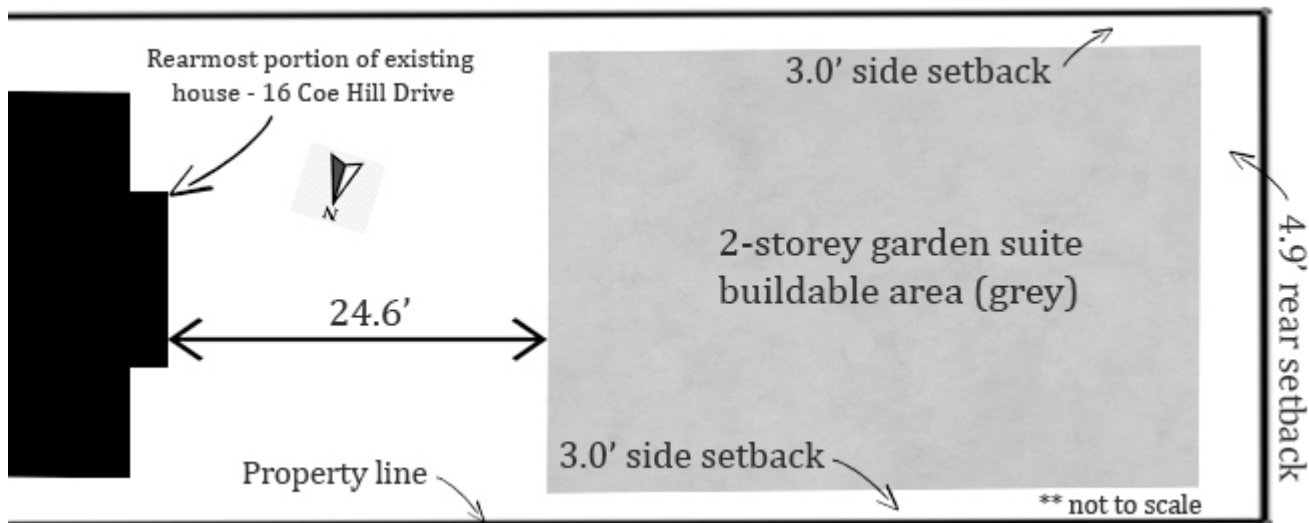 Rearmost portion of existing
house - 16 Coe Hill Drive
3.0’ side setback
N
24.6’
2-storey garden suite
buildable area (grey)
4.9’ rear setback
3.0’ side setback
Property line
** not to scale